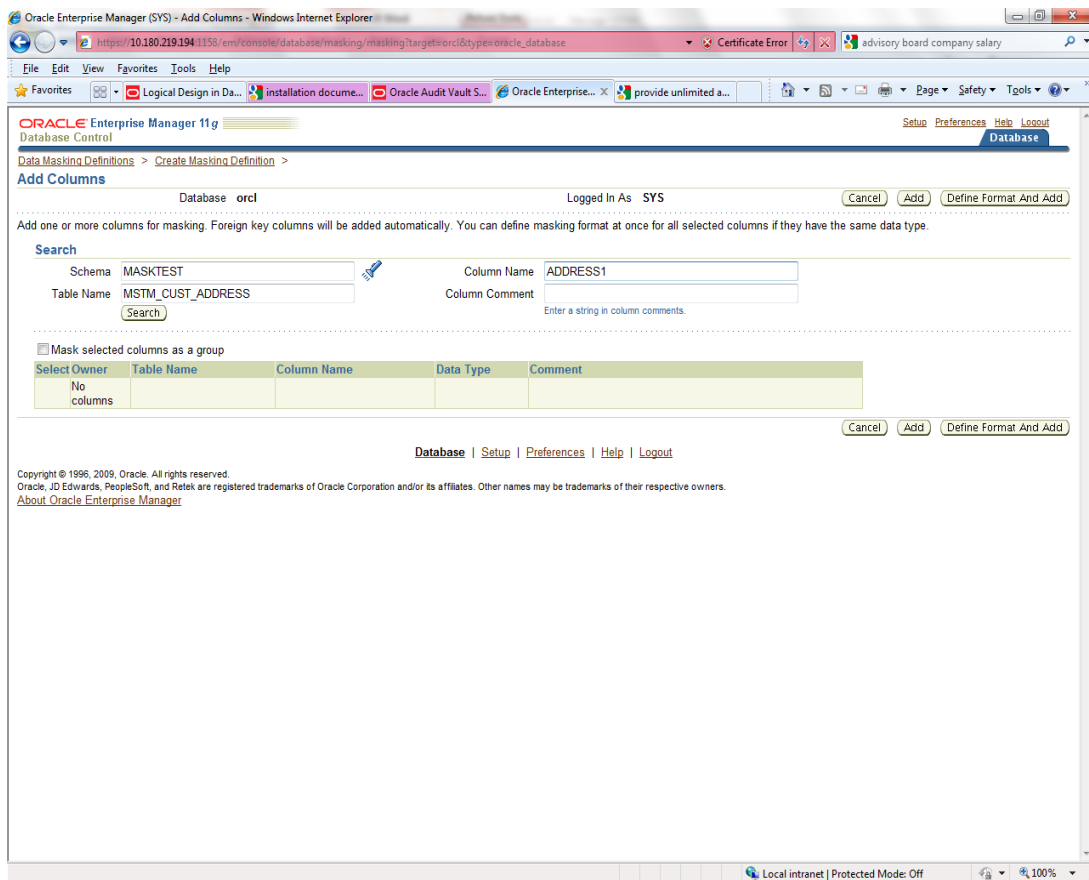 Oracle Enterprise Manager (SYS) - Add Columns - Windows Internet Explorer
https://10.180.219.194:1158/em/console/database/masking/masking?target=orcl&type=oracle_database
Certificate Error
advisory board company salary
File Edit View Favorites Tools Help
Favorites
Logical Design in Da...
installation docume...
Oracle Audit Vault S...
Oracle Enterprise... X
provide unlimited a...
Page Safety Tools
ORACLE Enterprise Manager 11g
Database Control
Setup Preferences Help Logout
Database
Data Masking Definitions > Create Masking Definition >
Add Columns
Database orcl Logged In As SYS Cancel Add Define Format And Add
Add one or more columns for masking. Foreign key columns will be added automatically. You can define masking format at once for all selected columns if they have the same data type.
Search
Schema MASKTEST Column Name ADDRESS1
Table Name MSTM_CUST_ADDRESS Column Comment
Search
Enter a string in column comments.
Mask selected columns as a group
Select Owner Table Name Column Name Data Type Comment
No
columns
Cancel Add Define Format And Add
Database | Setup | Preferences | Help | Logout
Copyright © 1996, 2009, Oracle. All rights reserved.
Oracle, JD Edwards, PeopleSoft, and Retek are registered trademarks of Oracle Corporation and/or its affiliates. Other names may be trademarks of their respective owners.
About Oracle Enterprise Manager
Local intranet | Protected Mode: Off
100%